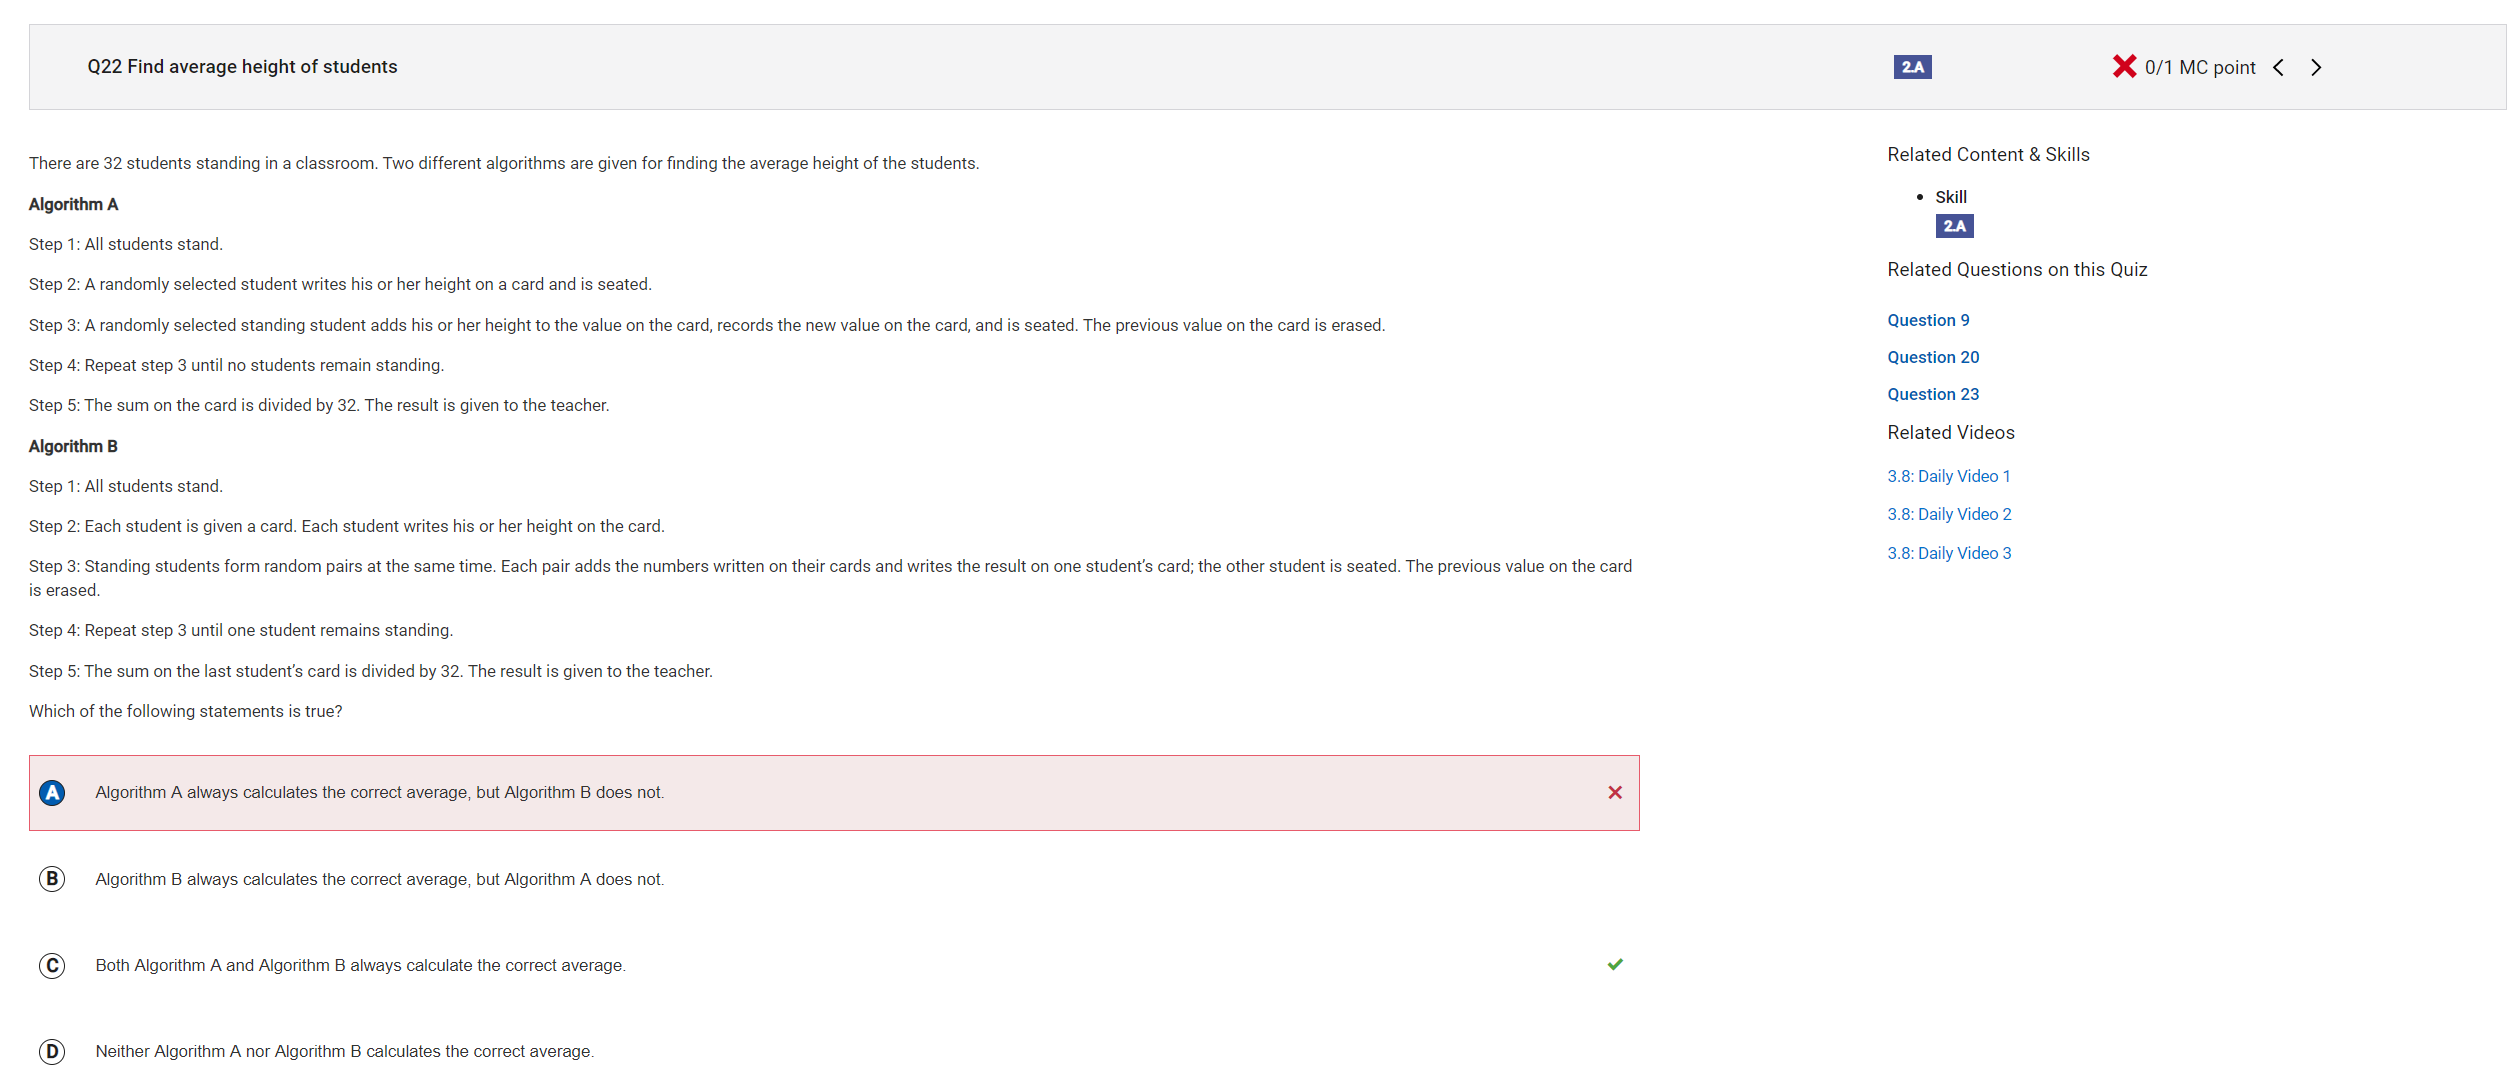 Q22 Find average height of students
2.A
0/1 MC point
There are 32 students standing in a classroom. Two different algorithms are given for finding the average height of the students.
Algorithm A
Step 1: All students stand.
Step 2: A randomly selected student writes his or her height on a card and is seated.
Step 3: A randomly selected standing student adds his or her height to the value on the card, records the new value on the card, and is seated. The previous value on the card is erased.
Step 4: Repeat step 3 until no students remain standing.
Step 5: The sum on the card is divided by 32. The result is given to the teacher.
Algorithm B
Step 1: All students stand.
Step 2: Each student is given a card. Each student writes his or her height on the card.
Step 3: Standing students form random pairs at the same time. Each pair adds the numbers written on their cards and writes the result on one student’s card; the other student is seated. The previous value on the card
is erased.
Step 4: Repeat step 3 until one student remains standing.
Step 5: The sum on the last student’s card is divided by 32. The result is given to the teacher.
Which of the following statements is true?
A Algorithm A always calculates the correct average, but Algorithm B does not.
B Algorithm B always calculates the correct average, but Algorithm A does not.
C Both Algorithm A and Algorithm B always calculate the correct average.
D Neither Algorithm A nor Algorithm B calculates the correct average.
Related Content & Skills
• Skill
2.A
Related Questions on this Quiz
Question 9
Question 20
Question 23
Related Videos
3.8: Daily Video 1
3.8: Daily Video 2
3.8: Daily Video 3